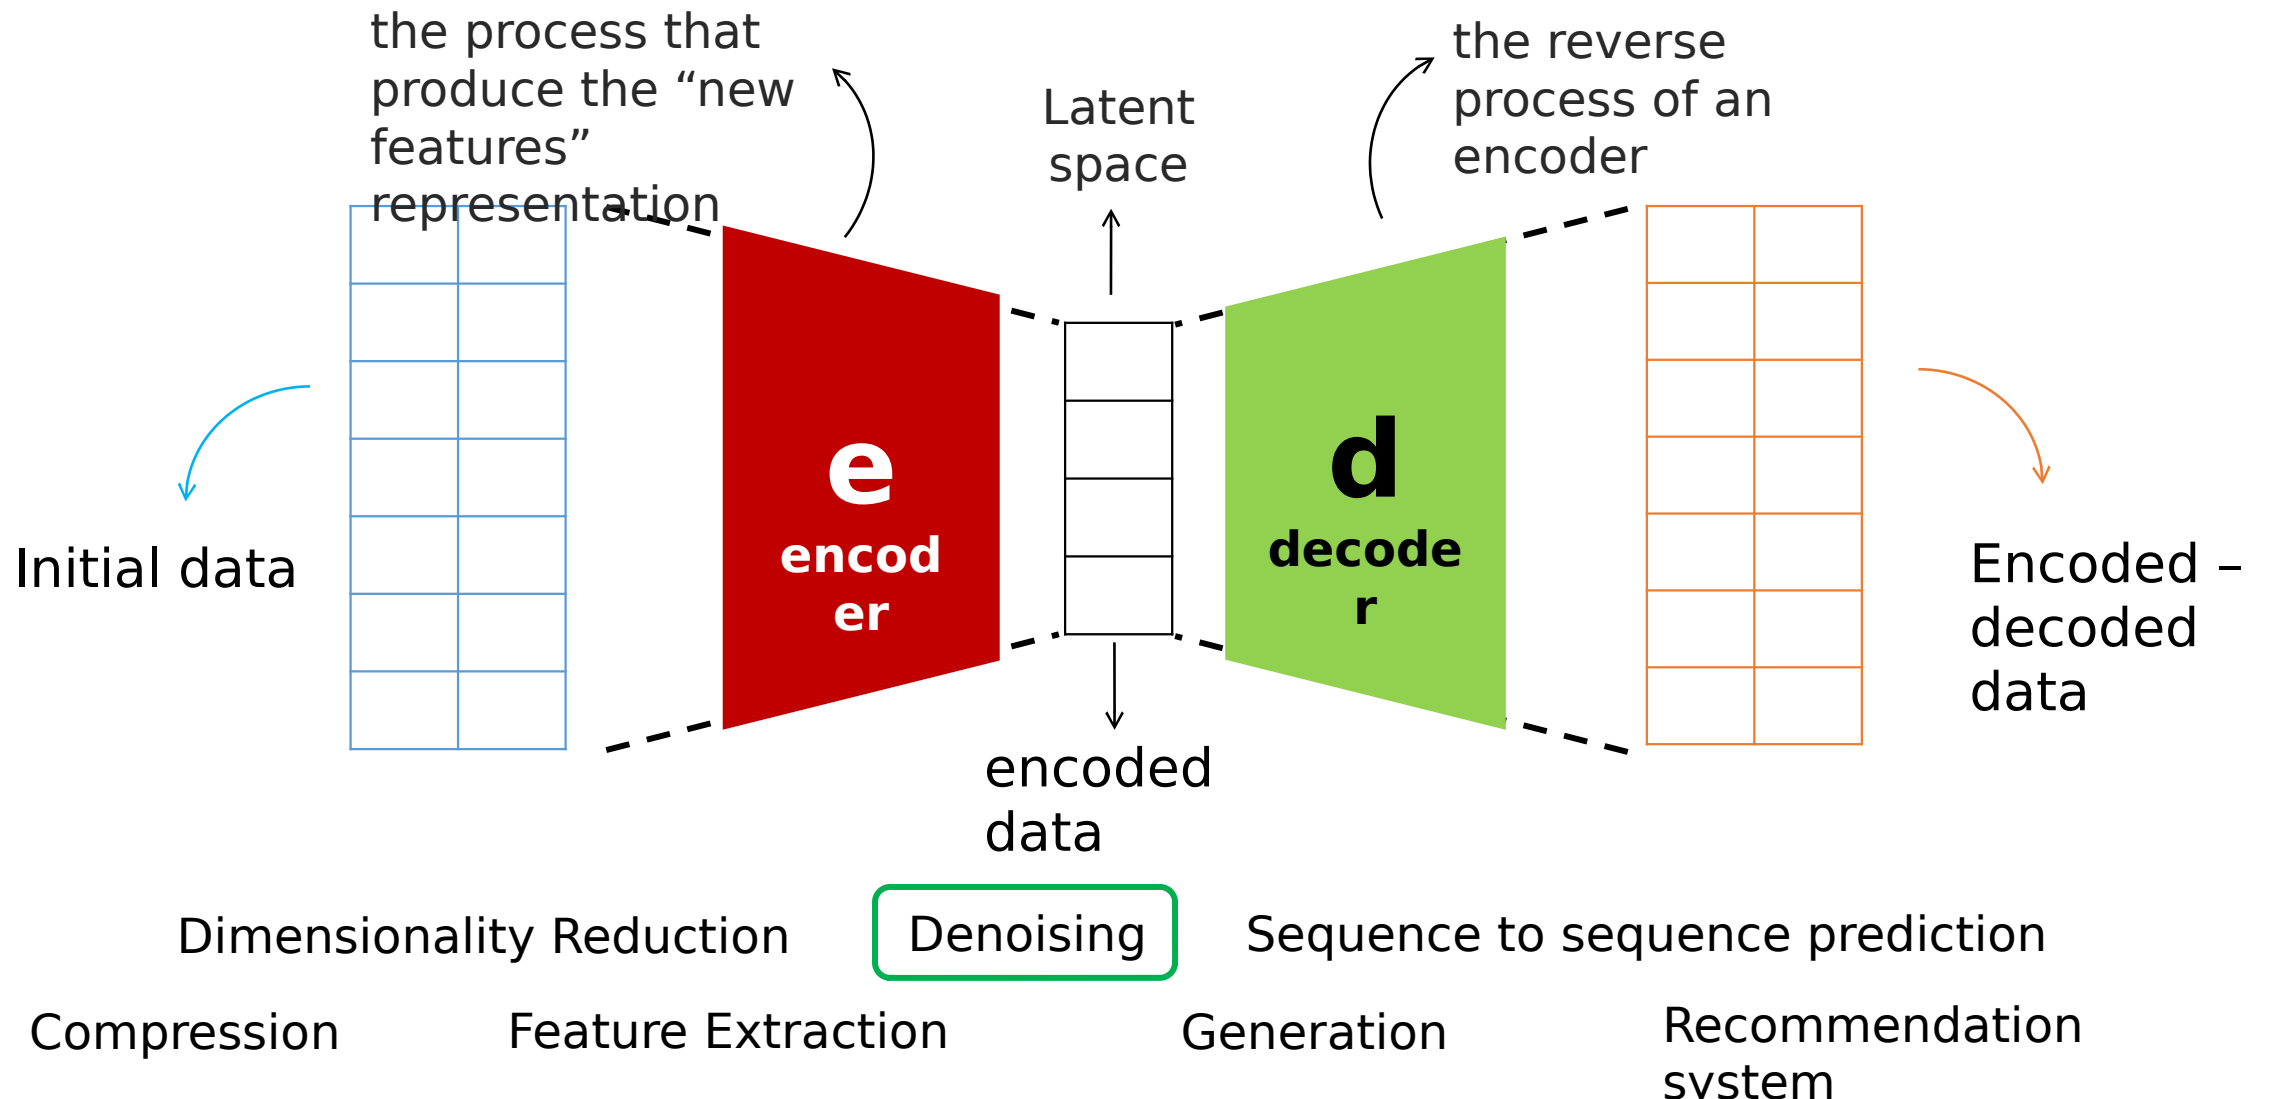 the process that
produce the “new
features”
representation
Latent
space
the reverse
process of an
encoder
Initial data
e
encod
er
d
decode
r
Encoded –
decoded
data
encoded
data
Dimensionality Reduction
Denoising
Sequence to sequence prediction
Compression
Feature Extraction
Generation
Recommendation
system